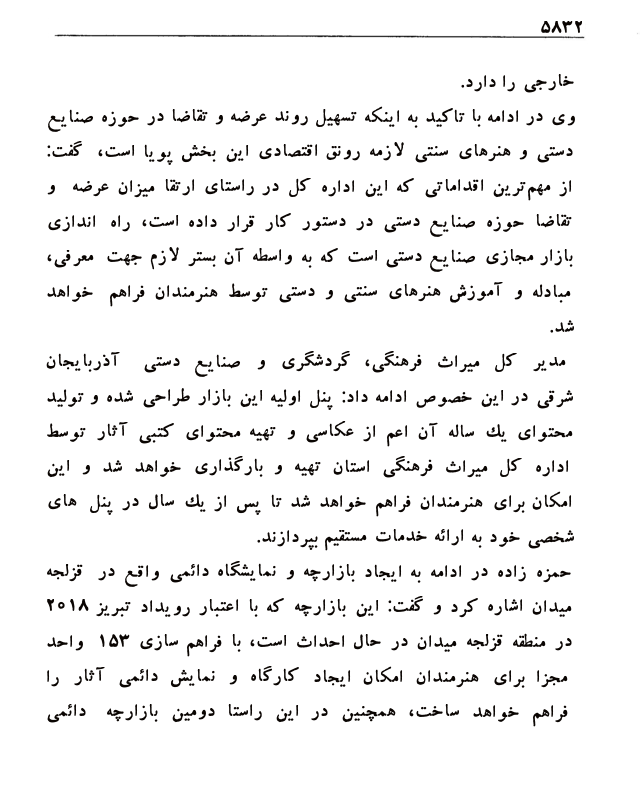 ۵۸۳۲
خارجی را دارد.
وی در ادامه با تاکید به اینکه تسهیل روند عرضه و تقاضا در حوزه صنایع
دستی و هنرهای سنتی لازمه رونق اقتصادی این بخش پویا است، گفت:
از مهم‌ترین اقداماتی که این اداره کل در راستای ارتقا میزان عرضه و
تقاضا حوزه صنایع دستی در دستور کار قرار داده است، راه اندازی
بازار مجازی صنایع دستی است که به واسطه آن بستر لازم جهت معرفی،
مبادله و آموزش هنرهای سنتی و دستی توسط هنرمندان فراهم خواهد
شد.
مدیر کل میراث فرهنگی، گردشگری و صنایع دستی آذربایجان
شرقی در این خصوص ادامه داد: پنل اولیه این بازار طراحی شده و تولید
محتوای یك ساله آن اعم از عکاسی و تهیه محتوای کتبی آثار توسط
اداره کل میراث فرهنگی استان تهیه و بارگذاری خواهد شد و این
امکان برای هنرمندان فراهم خواهد شد تا پس از یك سال در پنل های
شخصی خود به ارائه خدمات مستقیم بپردازند.
حمزه زاده در ادامه به ایجاد بازارچه و نمایشگاه دائمی واقع در قزلجه
میدان اشاره کرد و گفت: این بازارچه که با اعتبار رویداد تبریز ۲۰۱۸
در منطقه قزلجه میدان در حال احداث است، با فراهم سازی ۱۵۳ واحد
مجزا برای هنرمندان امکان ایجاد کارگاه و نمایش دائمی آثار را
فراهم خواهد ساخت، همچنین در این راستا دومین بازارچه دائمی